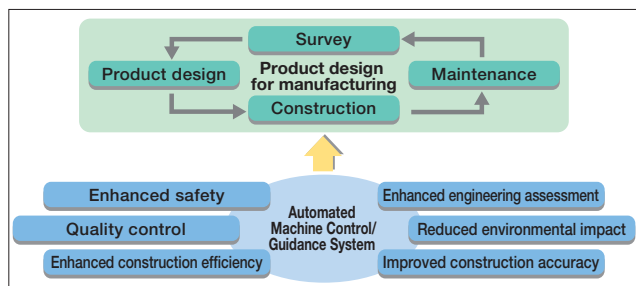 Survey
Product design
Product design
for manufacturing
Maintenance
Construction
Enhanced safety
Quality control
Enhanced construction efficiency
Automated
Machine Control/
Guidance System
Enhanced engineering assessment
Reduced environmental impact
Improved construction accuracy